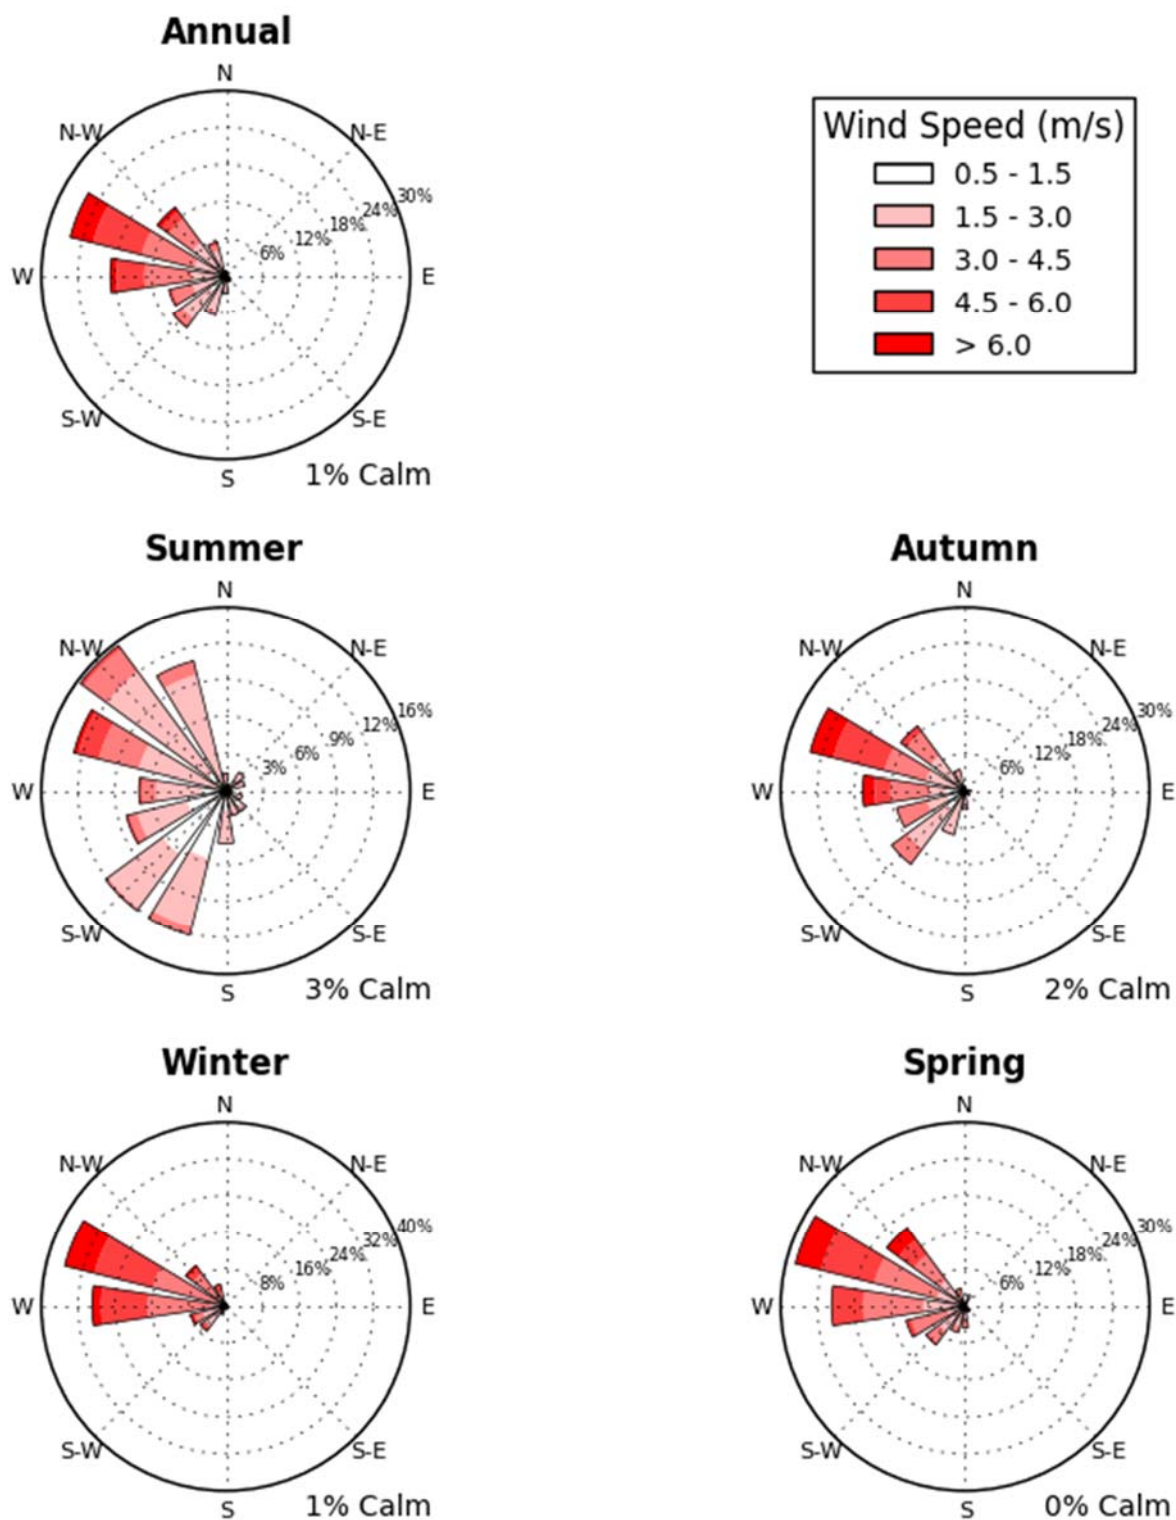 Annual
N
N-W
N-E
30%
24%
18%
12%
6%
W
E
S-W
S-E
S
1% Calm
Wind Speed (m/s)
0.5 - 1.5
1.5 - 3.0
3.0 - 4.5
4.5 - 6.0
> 6.0
Summer
N
N-W
N-E
16%
12%
9%
6%
3%
W
E
S-W
S-E
S
3% Calm
Autumn
N
N-W
N-E
30%
24%
18%
12%
6%
W
E
S-W
S-E
S
2% Calm
Winter
N
N-W
N-E
40%
32%
24%
16%
8%
W
E
S-W
S-E
S
1% Calm
Spring
N
N-W
N-E
30%
24%
18%
12%
6%
W
E
S-W
S-E
S
0% Calm